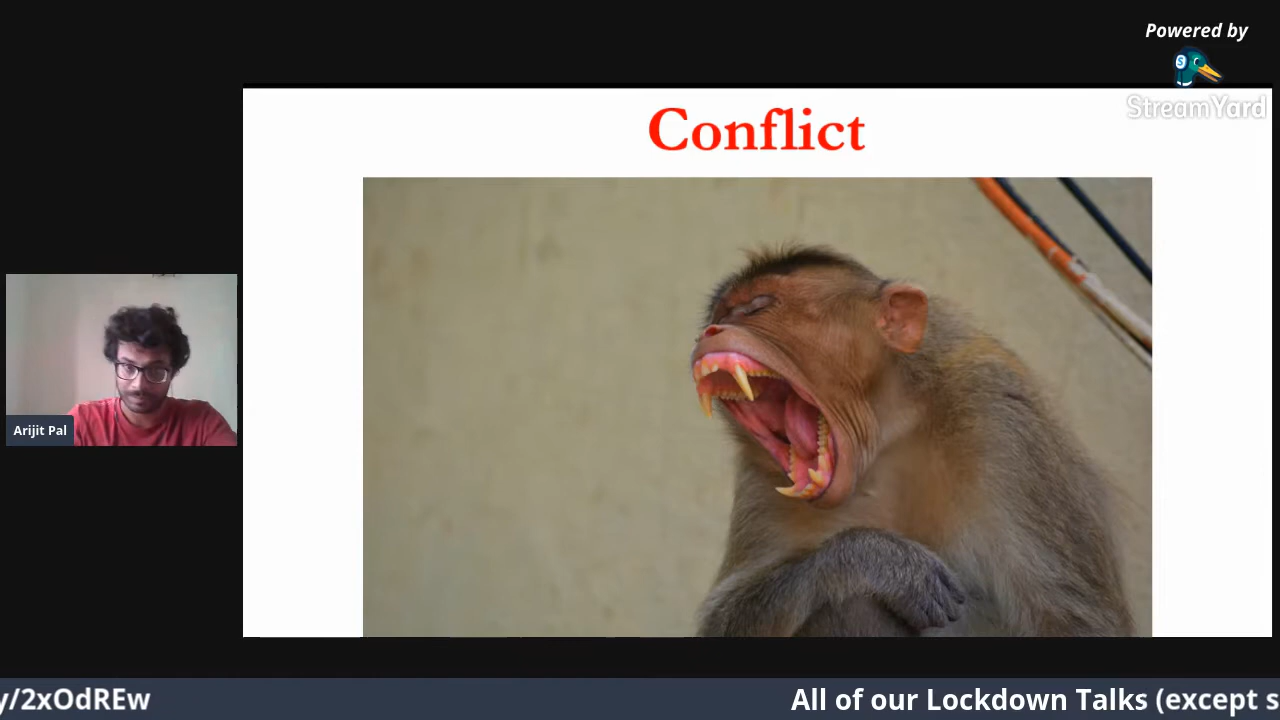 Powered by
StreamYard
Conflict
Arijit Pal
y/2xOdREw
All of our Lockdown Talks (except s